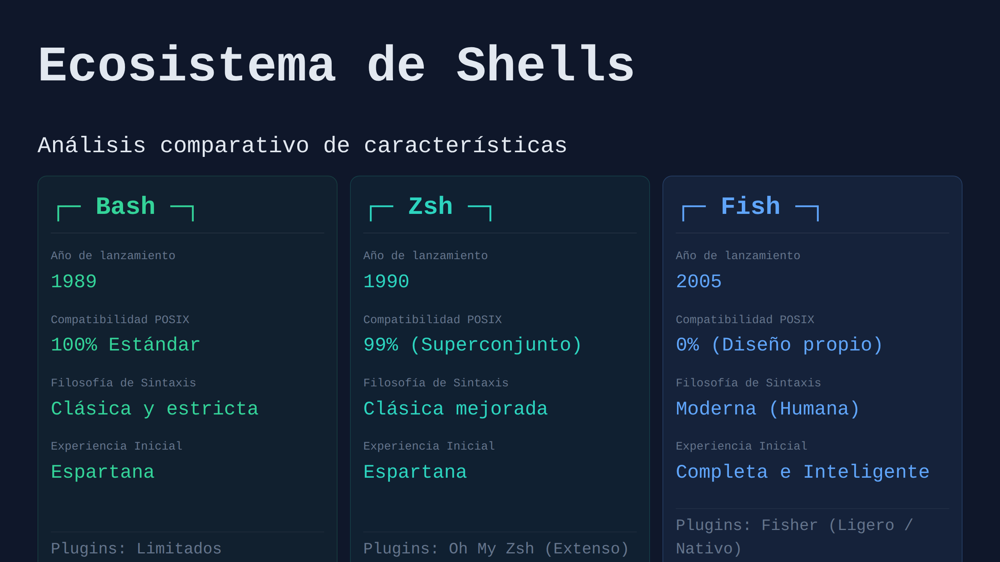 Ecosistema de Shells
Análisis comparativo de características
┌─ Bash ─┐
Año de lanzamiento
1989
Compatibilidad POSIX
100% Estándar
Filosofía de Sintaxis
Clásica y estricta
Experiencia Inicial
Espartana
Plugins: Limitados
┌─ Zsh ─┐
Año de lanzamiento
1990
Compatibilidad POSIX
99% (Superconjunto)
Filosofía de Sintaxis
Clásica mejorada
Experiencia Inicial
Espartana
Plugins: Oh My Zsh (Extenso)
┌─ Fish ─┐
Año de lanzamiento
2005
Compatibilidad POSIX
0% (Diseño propio)
Filosofía de Sintaxis
Moderna (Humana)
Experiencia Inicial
Completa e Inteligente
Plugins: Fisher (Ligero /
Nativo)